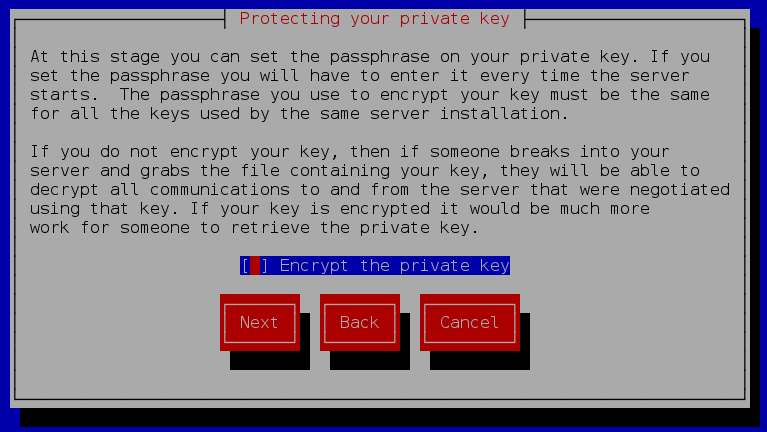 Protecting your private key
At this stage you can set the passphrase on your private key. If you
set the passphrase you will have to enter it every time the server
starts.  The passphrase you use to encrypt your key must be the same
for all the keys used by the same server installation.
If you do not encrypt your key, then if someone breaks into your
server and grabs the file containing your key, they will be able to
decrypt all communications to and from the server that were negotiated
using that key. If your key is encrypted it would be much more
work for someone to retrieve the private key.
[ ] Encrypt the private key
Next Back Cancel